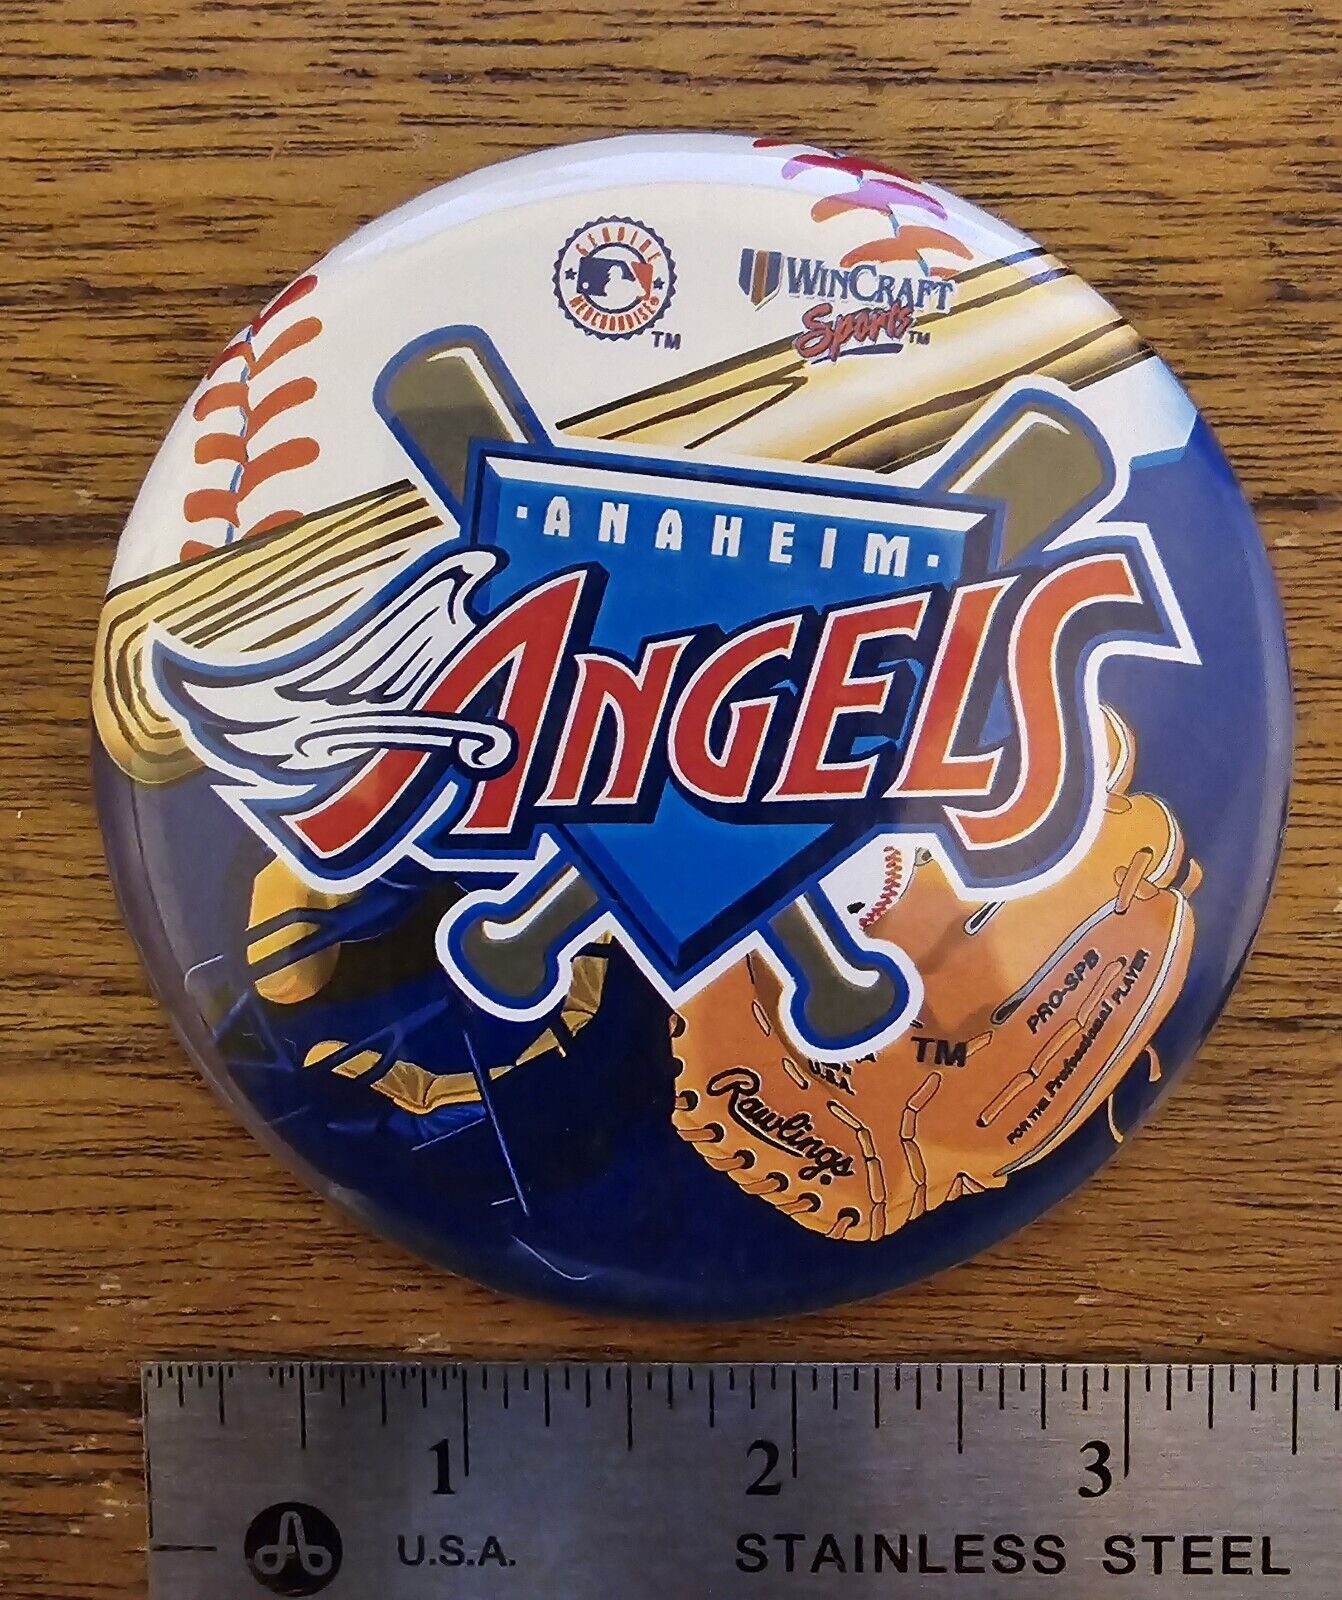 GENUINE
MERCHANDISE®
TM
WINCRAFT
Sports TM
·ANAHEIM·
ANGELS
TM
PRO-SPB
FOR THE Professional PLAYER
U.S.A.
Rawlings
1 2 3
U.S.A. STAINLESS STEEL